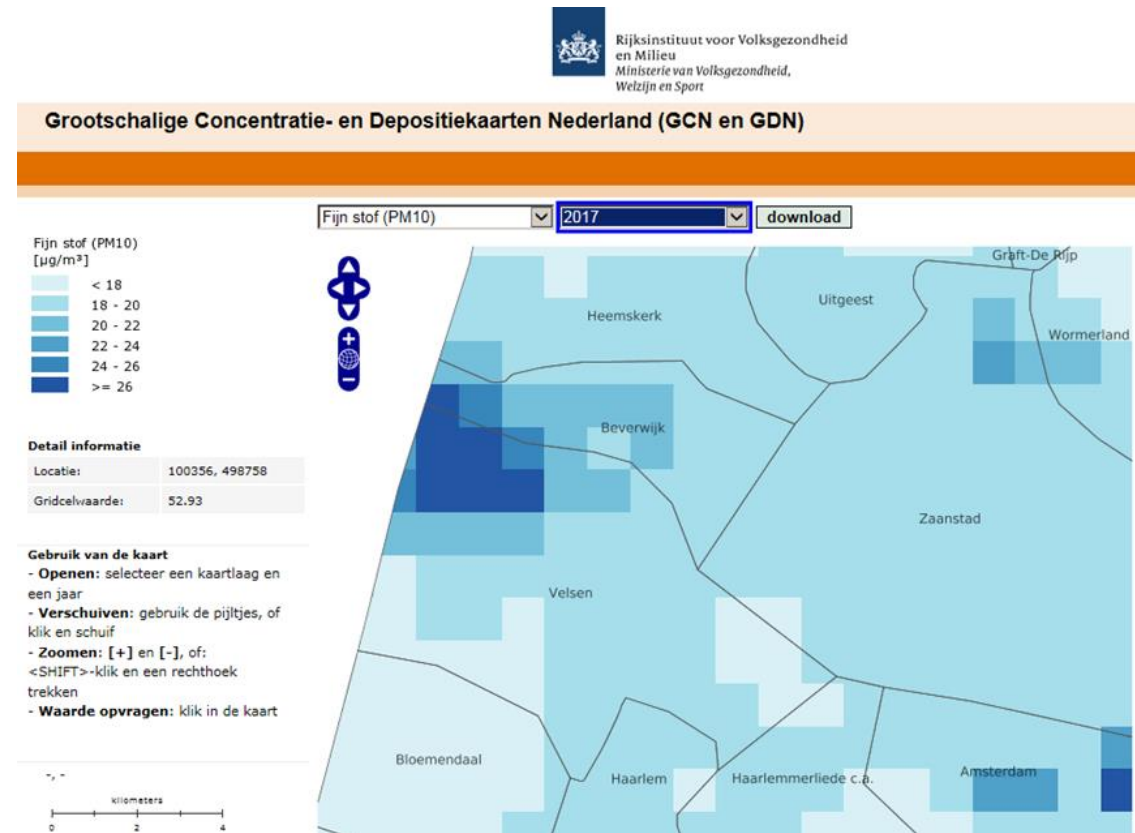 Rijksinstituut voor Volksgezondheid
en Milieu
Ministerie van Volksgezondheid,
Welzijn en Sport
Grootschalige Concentratie- en Depositiekaarten Nederland (GCN en GDN)
Fijn stof (PM10) 2017 download
Fijn stof (PM10)
[µg/m³]
< 18
18 - 20
20 - 22
22 - 24
24 - 26
>= 26
Detail informatie
Locatie: 100356, 498758
Gridcelwaarde: 52.93
Gebruik van de kaart
- Openen: selecteer een kaartlaag en
een jaar
- Verschuiven: gebruik de pijltjes, of
klik en schuif
- Zoomen: [+] en [-], of:
<SHIFT>-klik en een rechthoek
trekken
- Waarde opvragen: klik in de kaart
-, -
kilometers
0 2 4
Graft-De Rijp
Uitgeest
Heemskerk
Wormerland
Beverwijk
Zaanstad
Velsen
Bloemendaal
Haarlem
Haarlemmerliede c.a.
Amsterdam